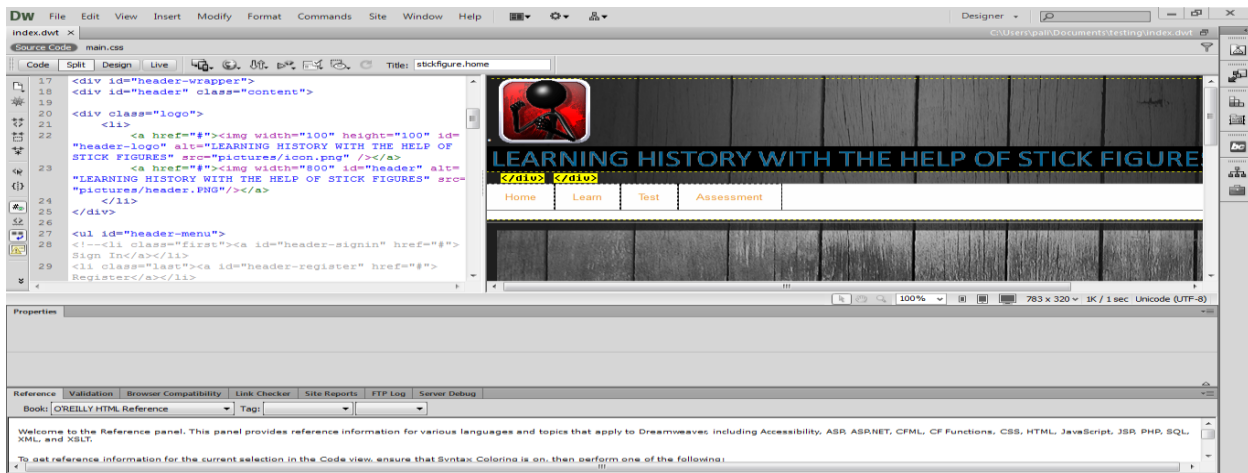 DW File Edit View Insert Modify Format Commands Site Window Help Designer
index.dwt × C:\Users\pali\Documents\testing\index.dwt
Source Code main.css
Code Split Design Live Title: stickfigure.home
17 <div id="header-wrapper">
18 <div id="header" class="content">
19
20 <div class="logo">
21 <li>
22 <a href="#"><img width="100" height="100" id=
"header-logo" alt="LEARNING HISTORY WITH THE HELP OF
STICK FIGURES" src="pictures/icon.png" /></a>
23 <a href="#"><img width="800" id="header" alt=
"LEARNING HISTORY WITH THE HELP OF STICK FIGURES" src=
"pictures/header.PNG"/></a>
24 </li>
25 </div>
26
27 <ul id="header-menu">
28 <!--<li class="first"><a id="header-signin" href="#">
Sign In</a></li>
29 <li class="last"><a id="header-register" href="#">
Register</a></li>
LEARNING HISTORY WITH THE HELP OF STICK FIGURE
</div> </div>
Home Learn Test Assessment
100% 783 x 320 1K / 1 sec Unicode (UTF-8)
Properties
Reference Validation Browser Compatibility Link Checker Site Reports FTP Log Server Debug
Book: O'REILLY HTML Reference Tag:
Welcome to the Reference panel. This panel provides reference information for various languages and topics that apply to Dreamweaver, including Accessibility, ASP, ASP.NET, CFML, CF Functions, CSS, HTML, JavaScript, JSP, PHP, SQL,
XML, and XSLT.
To get reference information for the current selection in the Code view, ensure that Syntax Coloring is on, then perform one of the following: